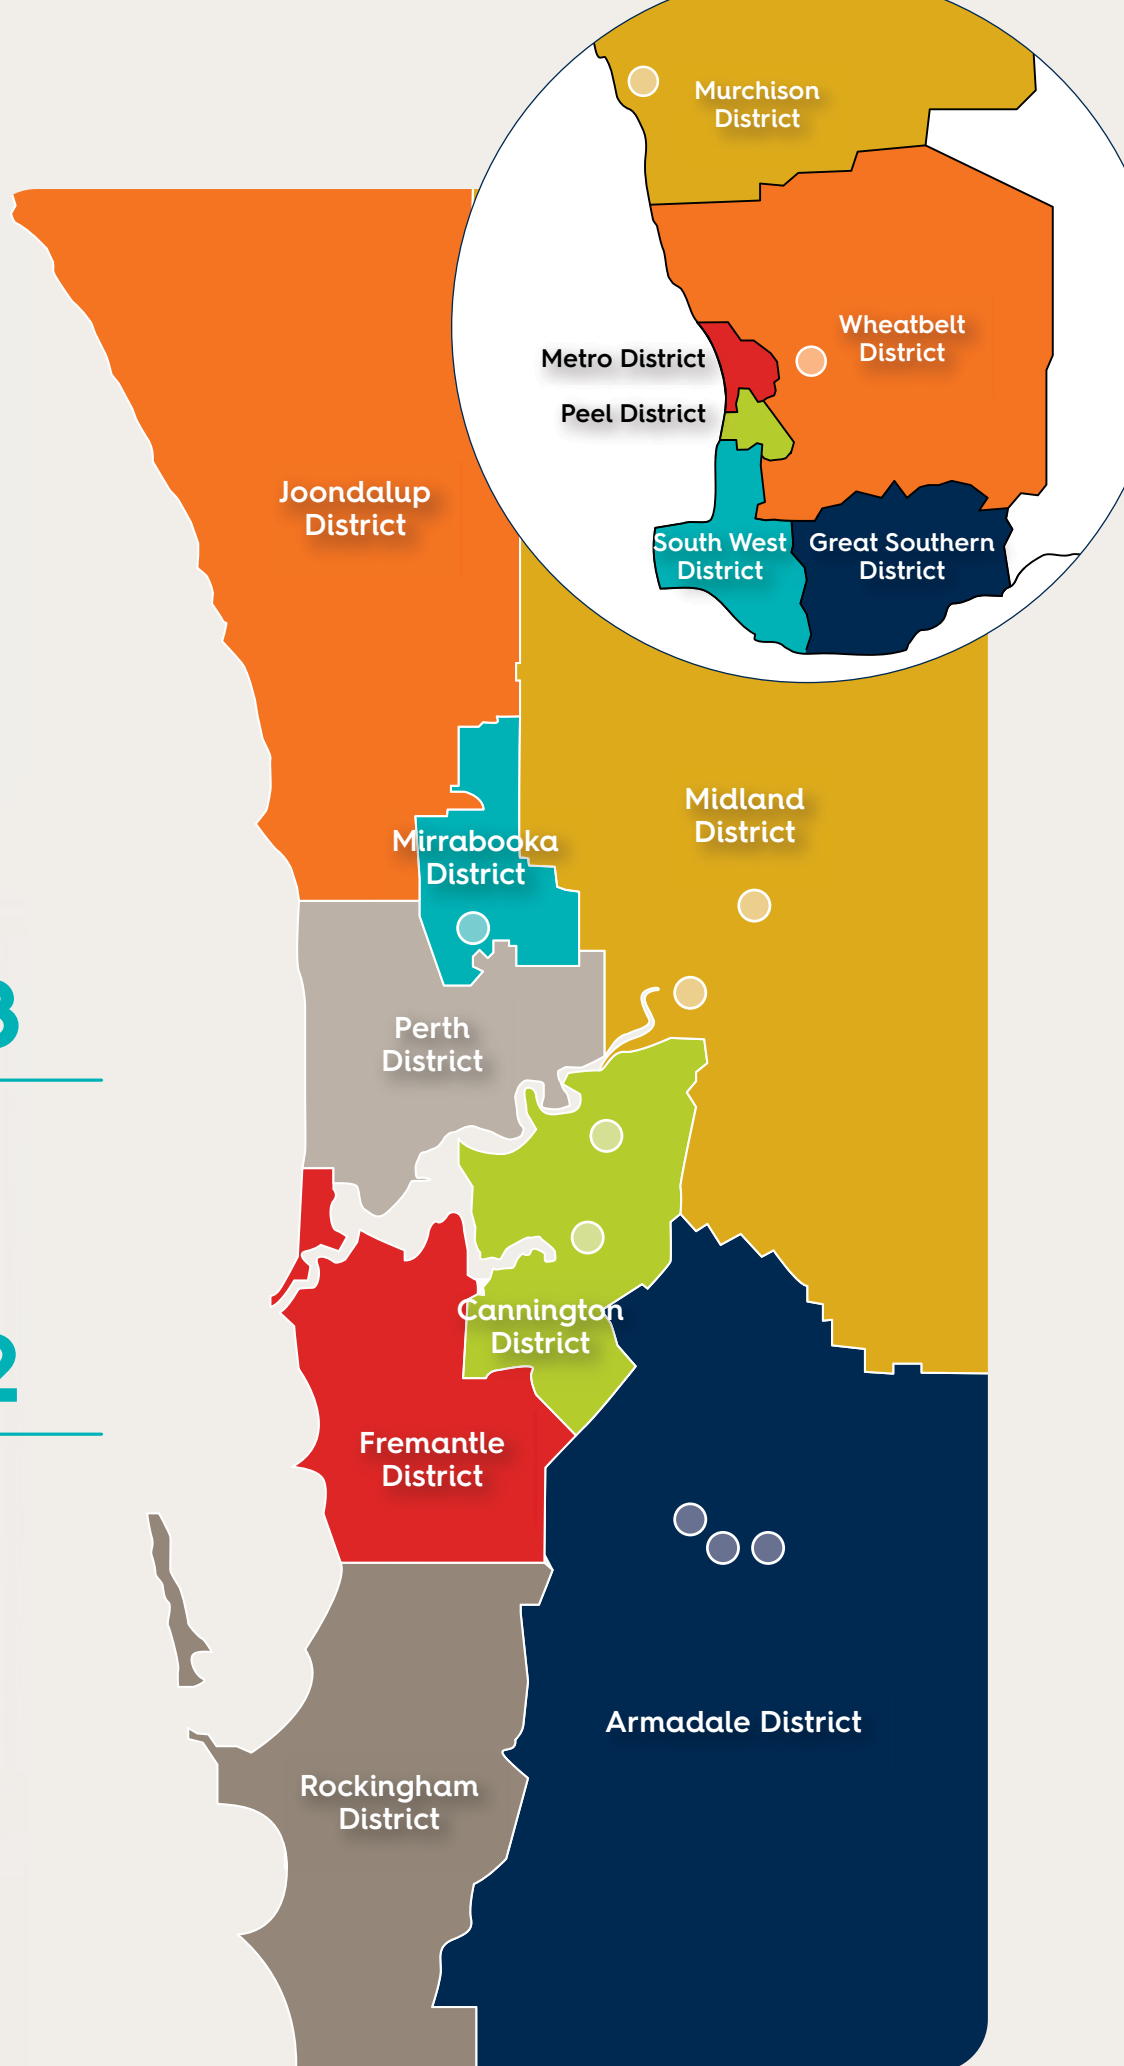 Murchison
District
Wheatbelt
District
Metro District
Peel District
South West
District
Great Southern
District
Joondalup
District
Midland
District
Mirrabooka
District
Perth
District
Cannington
District
Fremantle
District
Armadale District
Rockingham
District